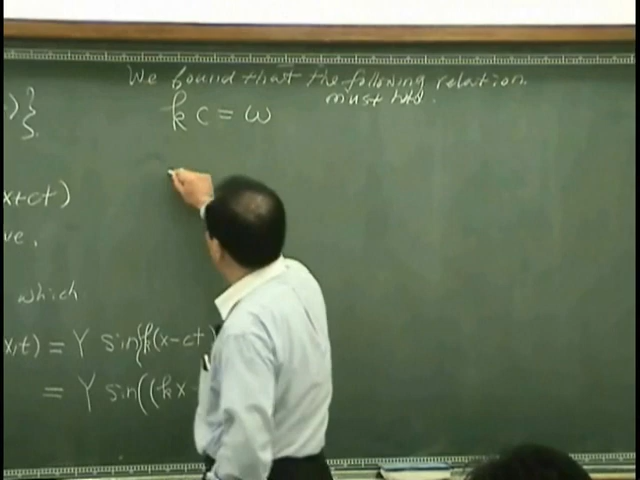 We found that the following relation
must hold.
k c = ω
)}
x+ct)
ve,
which
x,t) = Y sin{k(x-ct)
= Y sin((kx -